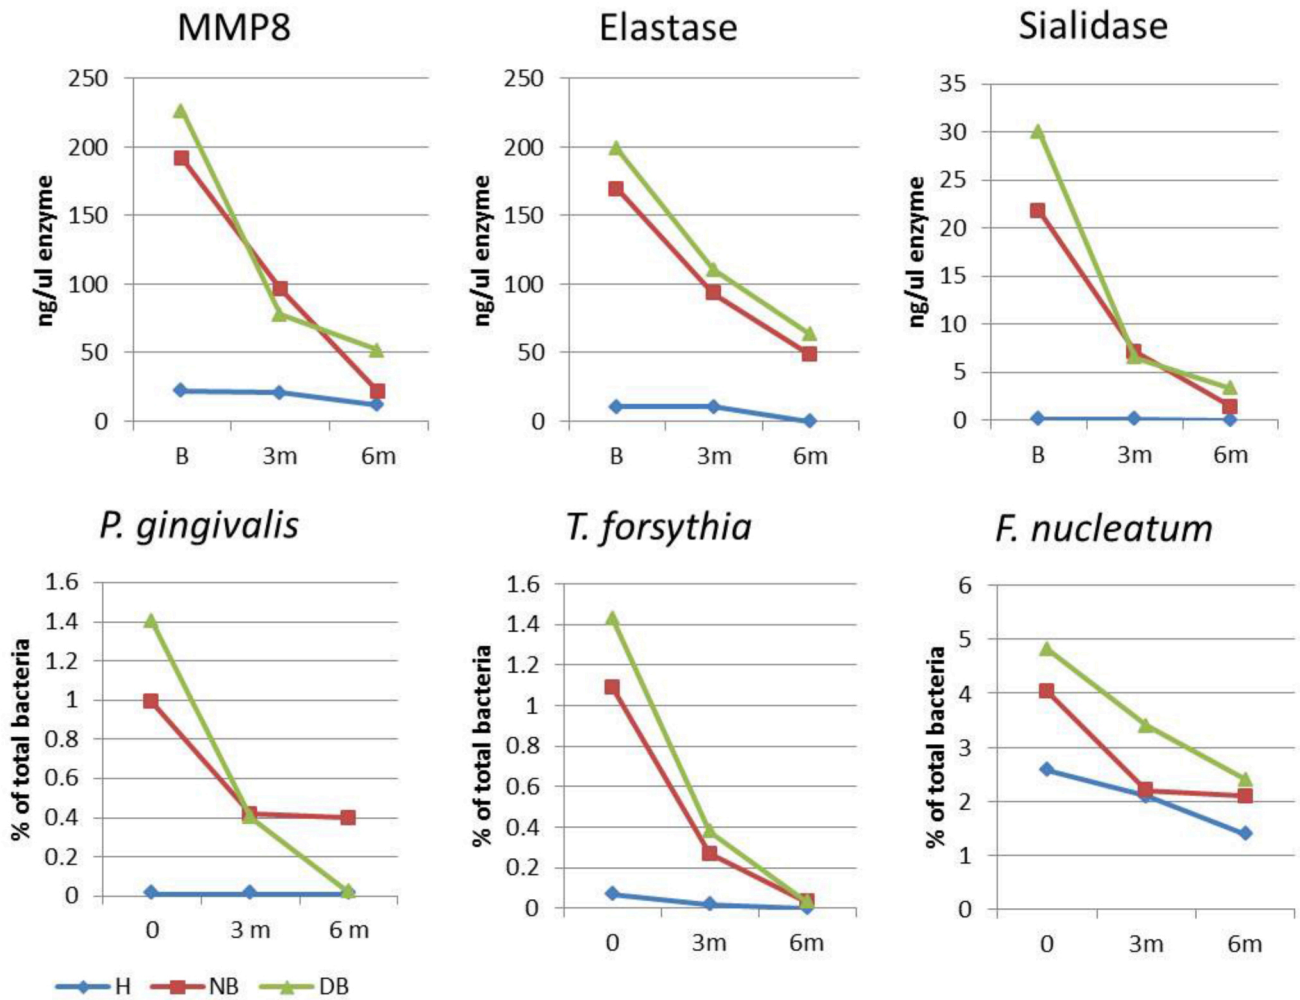 MMP8
Elastase
Sialidase
ng/ul enzyme
250
200
150
100
50
0
B 3m 6m
ng/ul enzyme
250
200
150
100
50
0
B 3m 6m
ng/ul enzyme
35
30
25
20
15
10
5
0
B 3m 6m
P. gingivalis
T. forsythia
F. nucleatum
% of total bacteria
1.6
1.4
1.2
1
0.8
0.6
0.4
0.2
0
0 3 m 6 m
% of total bacteria
1.6
1.4
1.2
1
0.8
0.6
0.4
0.2
0
0 3m 6m
% of total bacteria
6
5
4
3
2
1
0
0 3m 6m
H NB DB